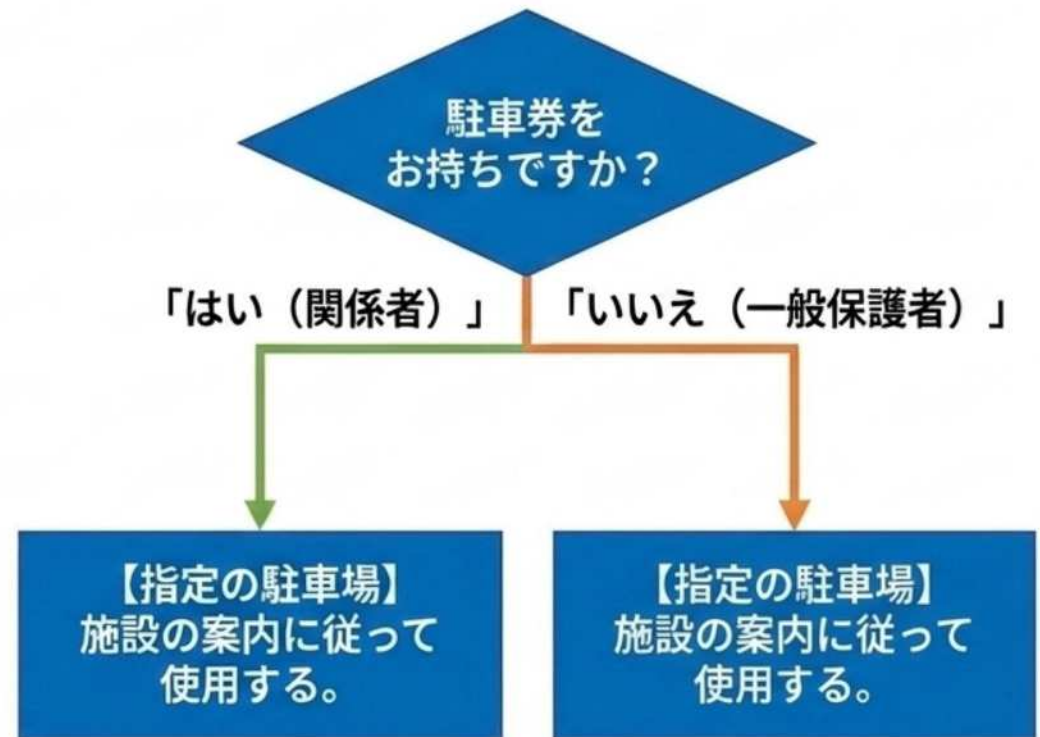 駐車券を
お持ちですか？
「はい（関係者）」
「いいえ（一般保護者）」
【指定の駐車場】
施設の案内に従って
使用する。
【指定の駐車場】
施設の案内に従って
使用する。